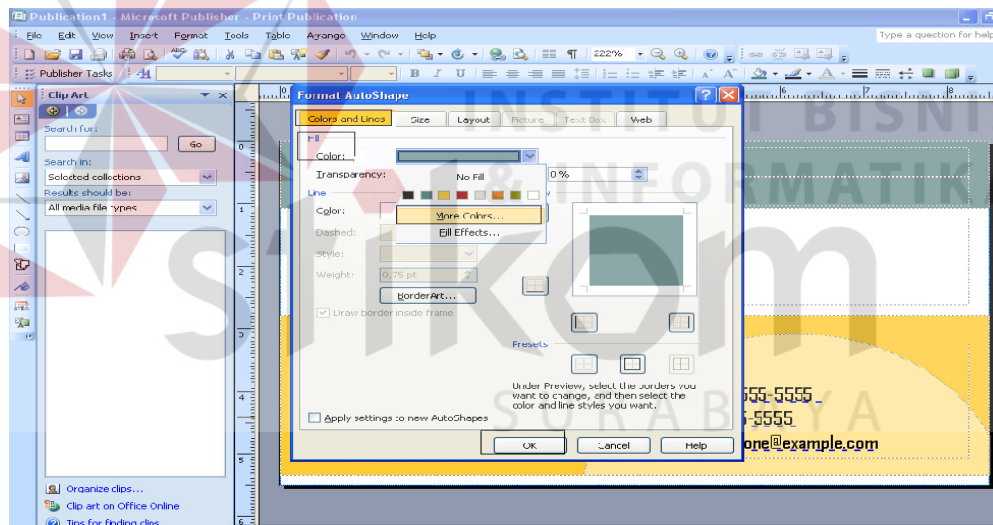 Publication1 - Microsoft Publisher - Print Publication
File Edit View Insert Format Tools Table Arrange Window Help
Type a question for help
222%
Publisher Tasks
B I U
Clip Art
Search for:
Go
Search in:
Selected collections
Results should be:
All media file types
Organize clips...
Clip art on Office Online
Tips for finding clips
Format AutoShape
Colors and Lines Size Layout Picture Text Box Web
Fill
Color:
Transparency:
0 %
No Fill
More Colors...
Fill Effects...
Line
Color:
Dashed:
Style:
Weight:
0,75 pt
BorderArt...
Draw border inside frame
Presets
Under Preview, select the borders you
want to change, and then select the
color and line styles you want.
Apply settings to new AutoShapes
OK Cancel Help
555-5555
-5555
one@example.com
INSTITUT BISNI
& INFORMATIKA
stikom
SURABAYA